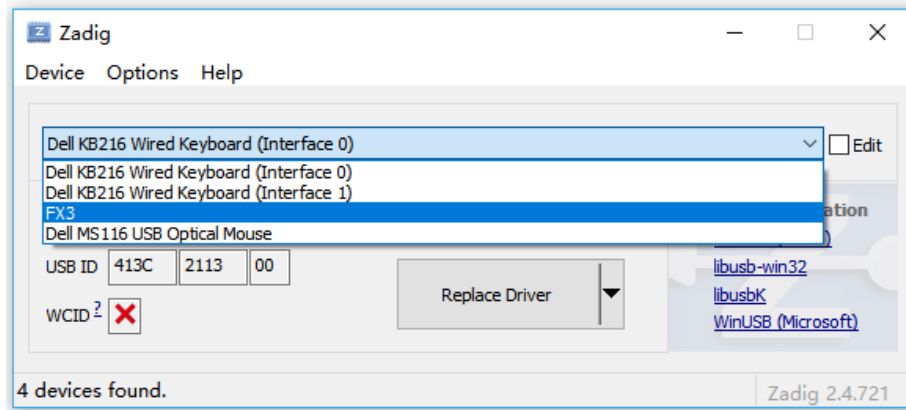 Zadig
Device Options Help
Dell KB216 Wired Keyboard (Interface 0)
Edit
Dell KB216 Wired Keyboard (Interface 0)
Dell KB216 Wired Keyboard (Interface 1)
FX3
ation
Dell MS116 USB Optical Mouse
USB ID 413C 2113 00
libusb-win32
Replace Driver
libusbK
WCID ?
WinUSB (Microsoft)
4 devices found.
Zadig 2.4.721